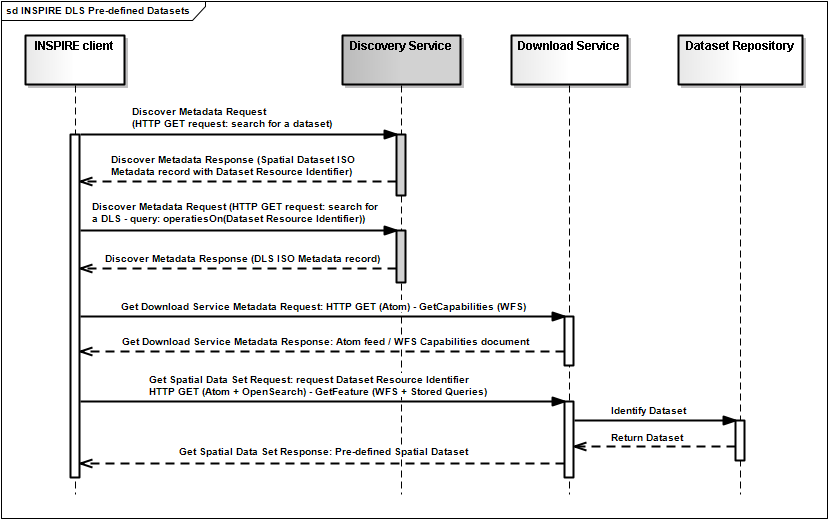 sd INSPIRE DLS Pre-defined Datasets
INSPIRE client
Discovery Service
Download Service
Dataset Repository
Discover Metadata Request
(HTTP GET request: search for a dataset)
Discover Metadata Response (Spatial Dataset ISO
Metadata record with Dataset Resource Identifier)
Discover Metadata Request (HTTP GET request: search for
a DLS - query: operatiesOn(Dataset Resource Identifier))
Discover Metadata Response (DLS ISO Metadata record)
Get Download Service Metadata Request: HTTP GET (Atom) - GetCapabilities (WFS)
Get Download Service Metadata Response: Atom feed / WFS Capabilities document
Get Spatial Data Set Request: request Dataset Resource Identifier
HTTP GET (Atom + OpenSearch) - GetFeature (WFS + Stored Queries)
Identify Dataset
Return Dataset
Get Spatial Data Set Response: Pre-defined Spatial Dataset